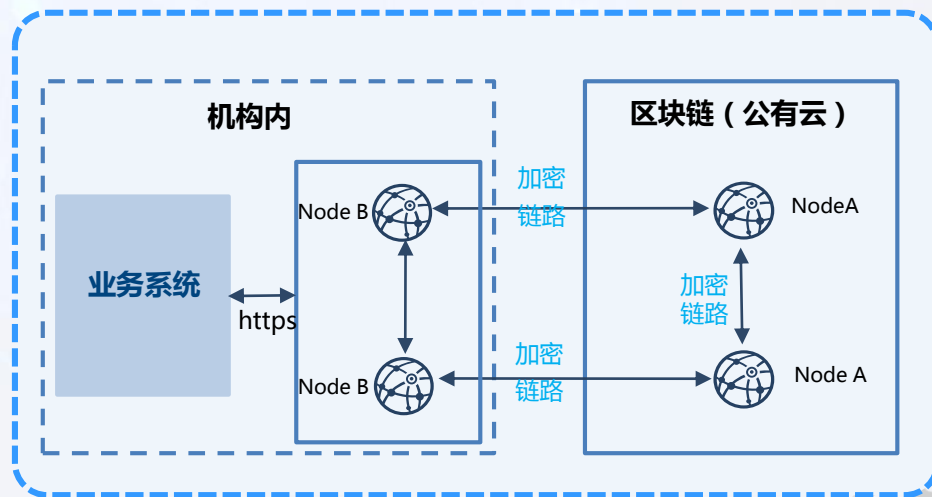 机构内
区块链（公有云）
加密
链路
Node B
NodeA
业务系统
https
加密
链路
加密
链路
Node B
Node A